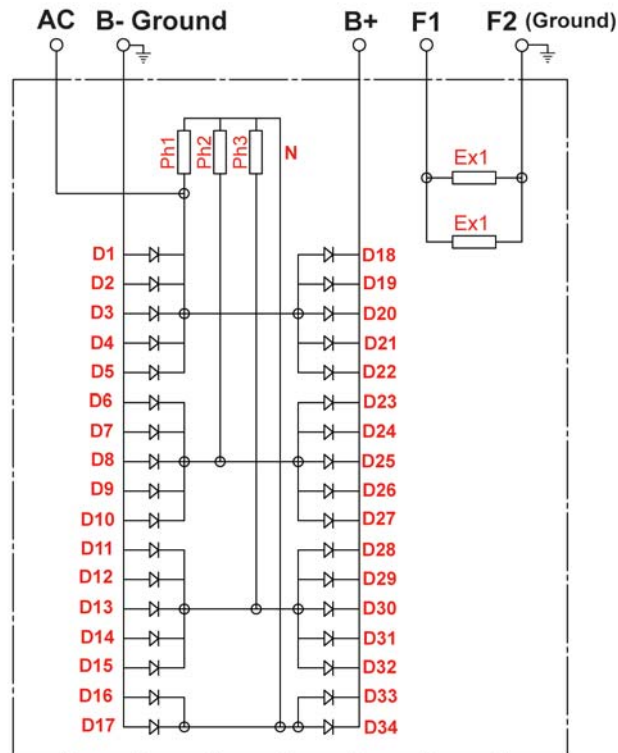 AC B- Ground B+ F1 F2 (Ground)
Ph1 Ph2 Ph3 N
Ex1
Ex1
D1 D18
D2 D19
D3 D20
D4 D21
D5 D22
D6 D23
D7 D24
D8 D25
D9 D26
D10 D27
D11 D28
D12 D29
D13 D30
D14 D31
D15 D32
D16 D33
D17 D34